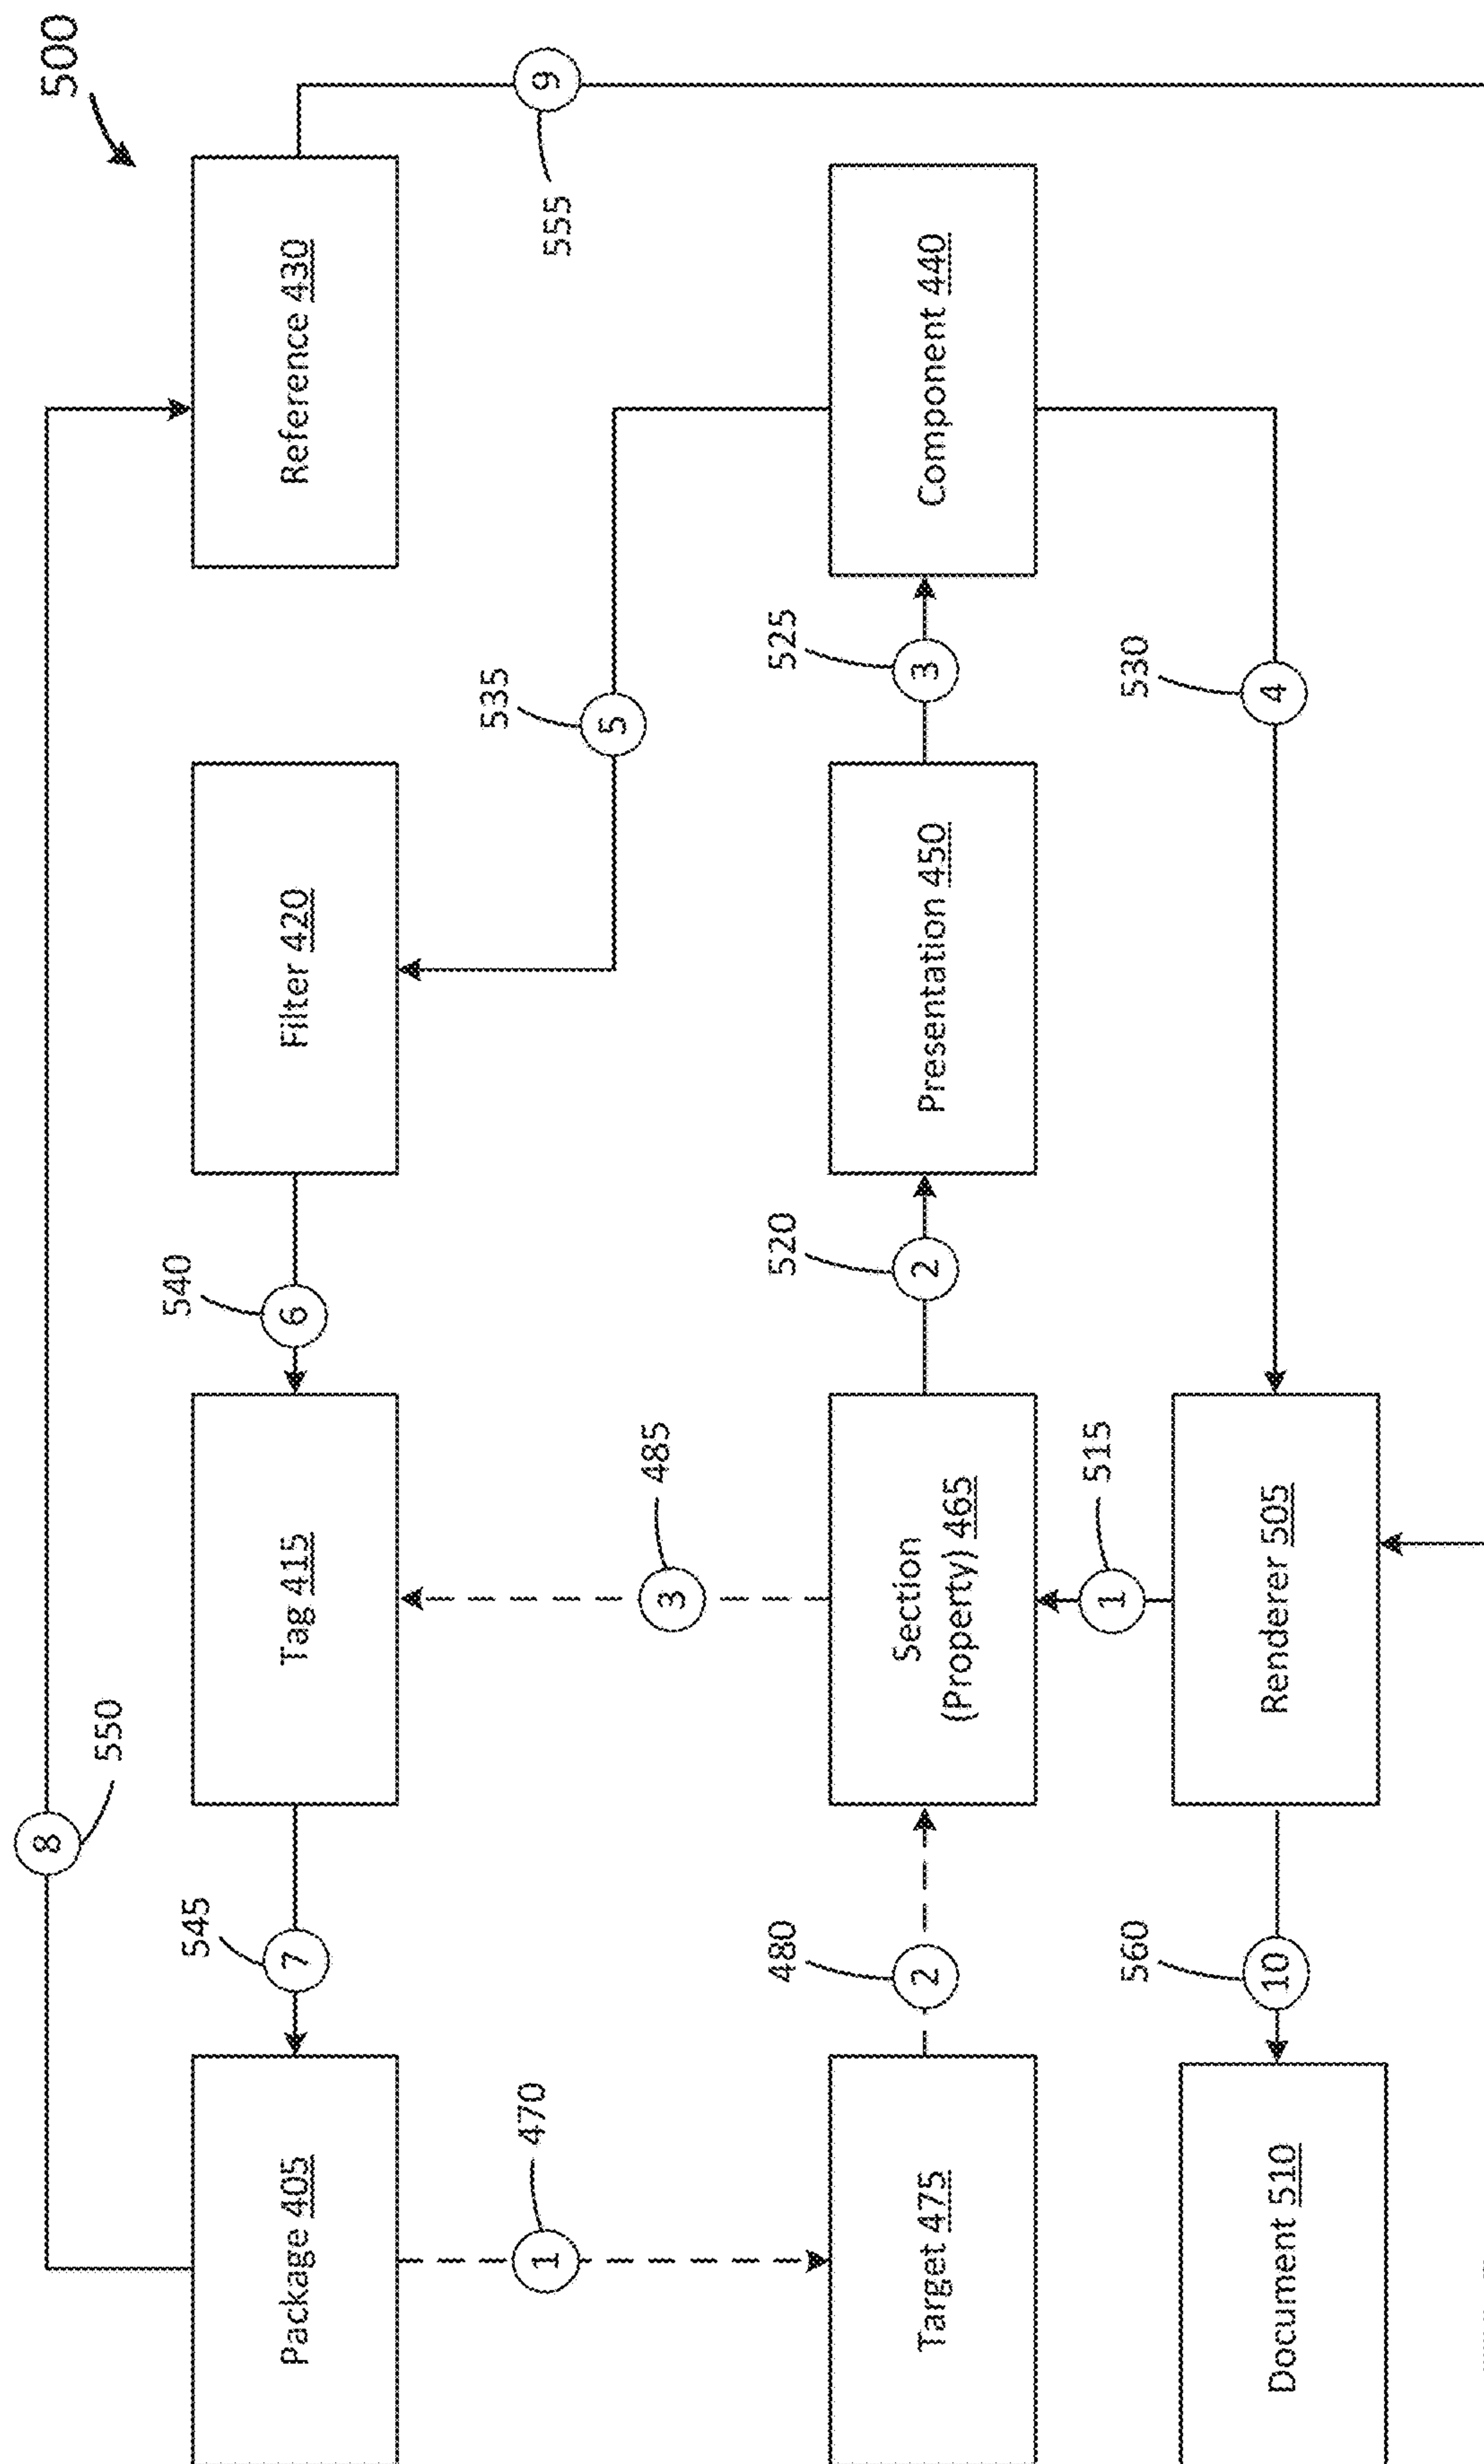 500
8
550
545
540
Package 405
7
Tag 415
6
Filter 420
Reference 430
535
470
1
9
555
5
485
3
480
520
525
Target 475
2
Section
(Property) 465
2
Presentation 450
3
Component 440
515
1
560
530
Document 510
10
Renderer 505
4